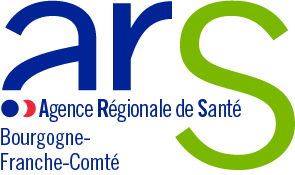 ars
Agence Régionale de Santé
Bourgogne-
Franche-Comté